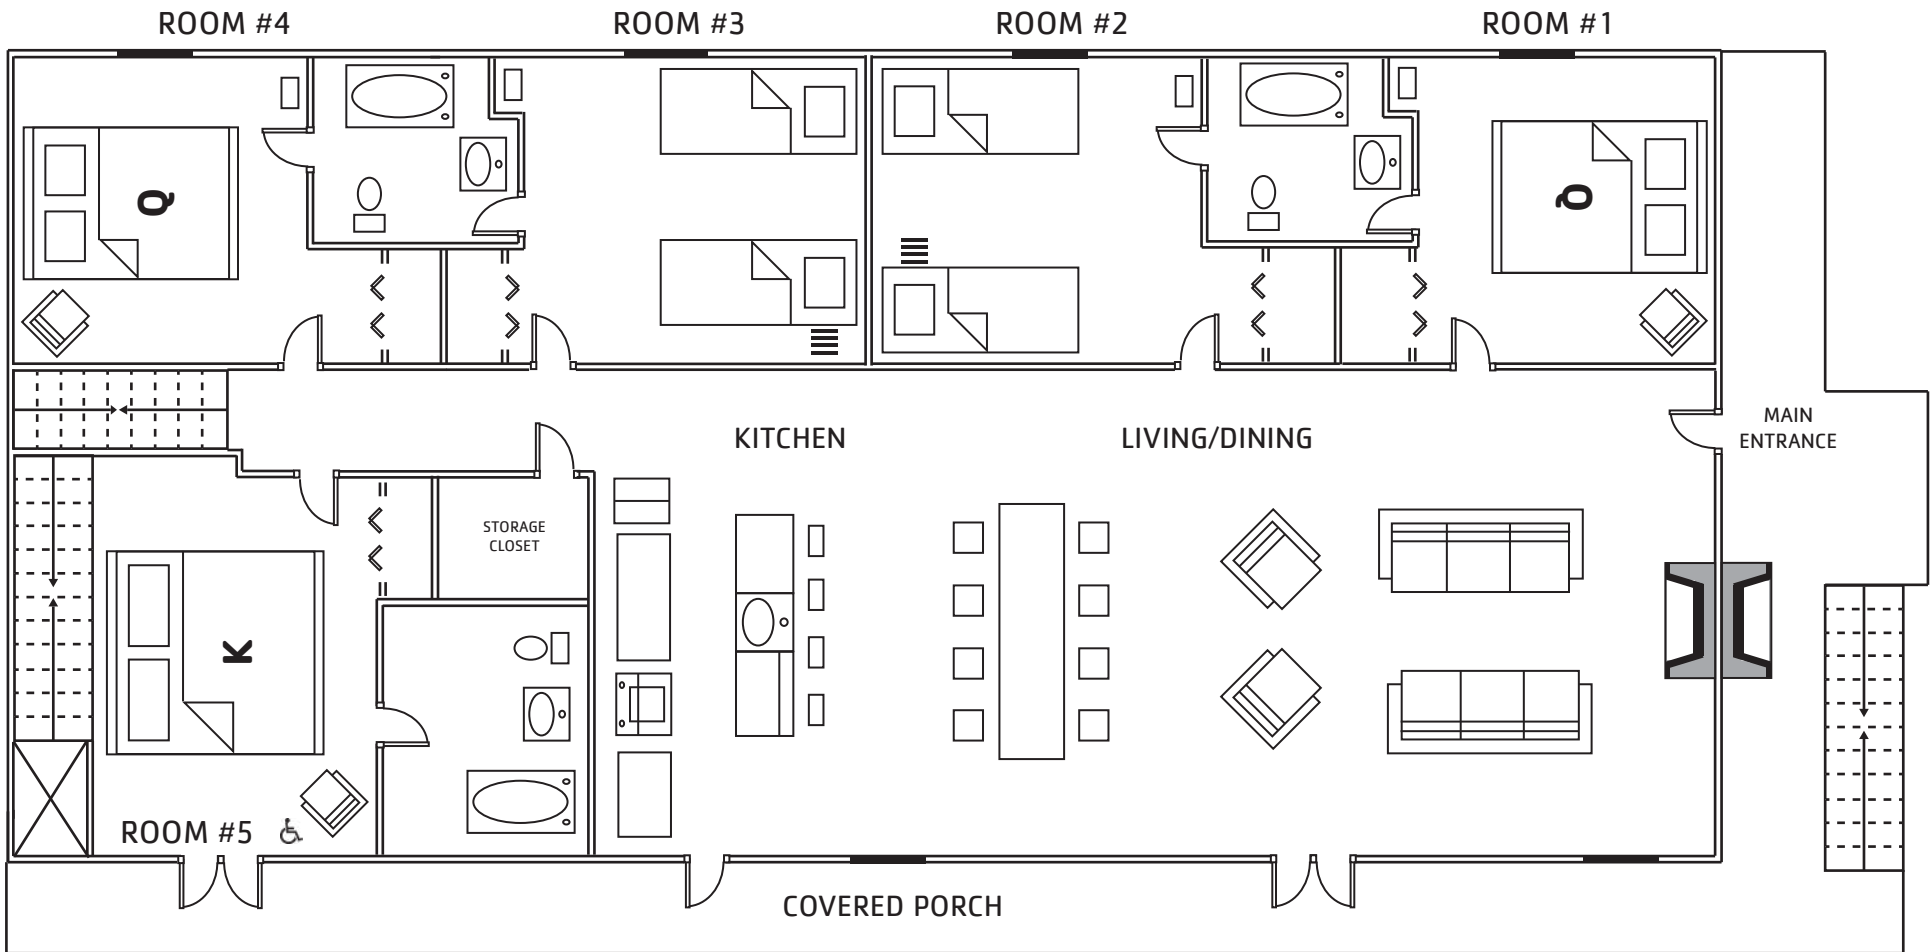 ROOM #4
ROOM #3
ROOM #2
ROOM #1
Q
Q
KITCHEN
LIVING/DINING
MAIN
ENTRANCE
STORAGE
CLOSET
K
ROOM #5
COVERED PORCH